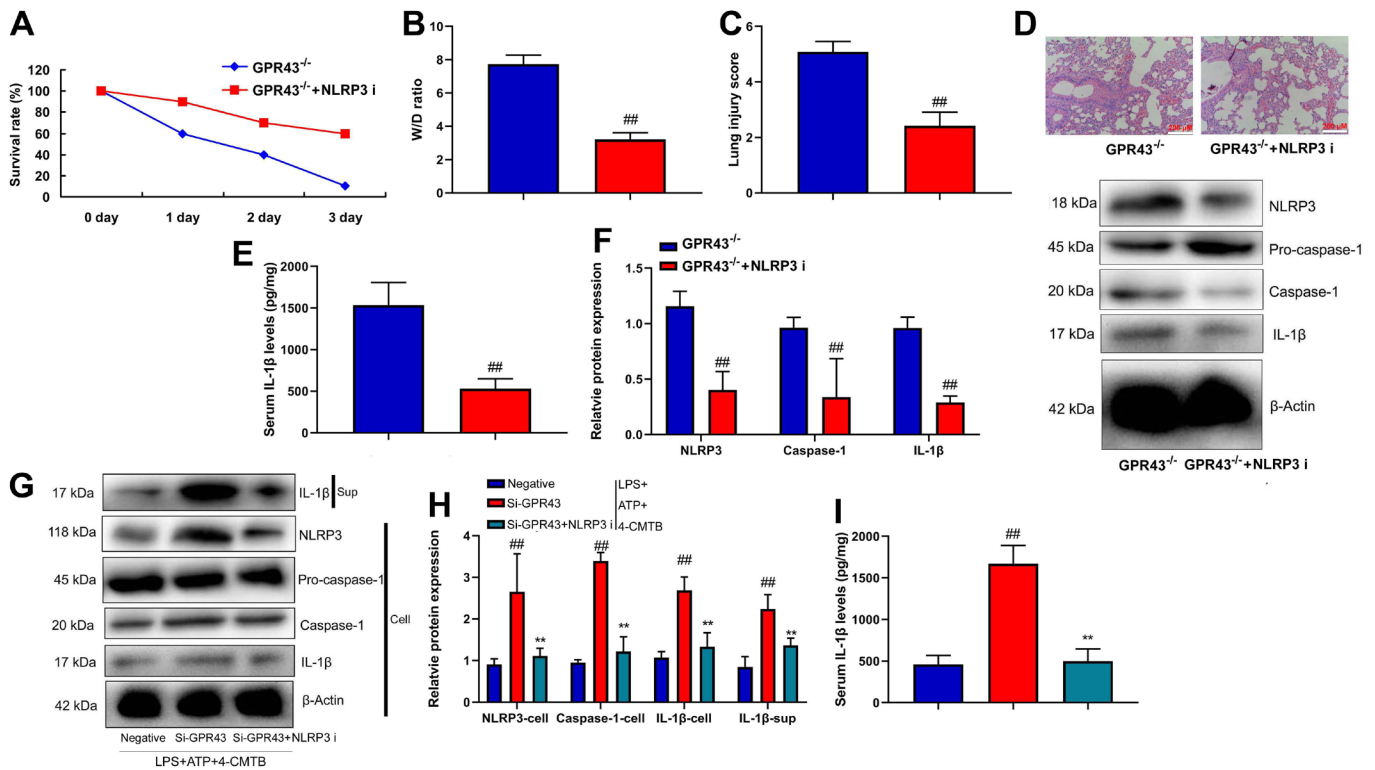 A
Survival rate (%)
120
100
80
60
40
20
0
0 day
1 day
2 day
3 day
GPR43-/-
GPR43-/-+NLRP3 i
B
W/D ratio
10
8
6
4
2
0
##
C
Lung injury score
6
4
2
0
##
D
200 μM
200 μM
GPR43-/-
GPR43-/-+NLRP3 i
18 kDa
NLRP3
45 kDa
Pro-caspase-1
20 kDa
Caspase-1
17 kDa
IL-1β
42 kDa
β-Actin
GPR43-/- GPR43-/-+NLRP3 i
E
Serum IL-1β levels (pg/mg)
2000
1500
1000
500
0
##
F
GPR43-/-
GPR43-/-+NLRP3 i
Relatvie protein expression
1.5
1.0
0.5
0.0
##
##
##
NLRP3
Caspase-1
IL-1β
G
17 kDa
IL-1β
Sup
118 kDa
NLRP3
45 kDa
Pro-caspase-1
20 kDa
Caspase-1
Cell
17 kDa
IL-1β
42 kDa
β-Actin
Negative Si-GPR43 Si-GPR43+NLRP3 i
LPS+ATP+4-CMTB
H
Negative
Si-GPR43
Si-GPR43+NLRP3 i
LPS+
ATP+
4-CMTB
Relatvie protein expression
4
3
2
1
0
##
**
##
**
##
**
##
**
NLRP3-cell
Caspase-1-cell
IL-1β-cell
IL-1β-sup
I
Serum IL-1β levels (pg/mg)
2000
1500
1000
500
0
##
**